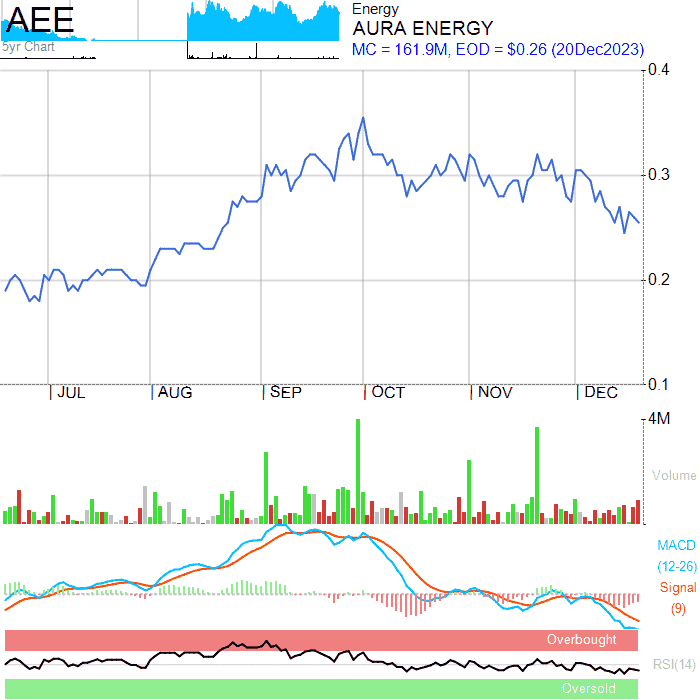 AEE
5yr Chart
Energy
AURA ENERGY
MC = 161.9M, EOD = $0.26 (20Dec2023)
0.4
0.3
0.2
0.1
JUL AUG SEP OCT NOV DEC
4M
Volume
MACD
(12-26)
Signal
(9)
Overbought
RSI(14)
Oversold